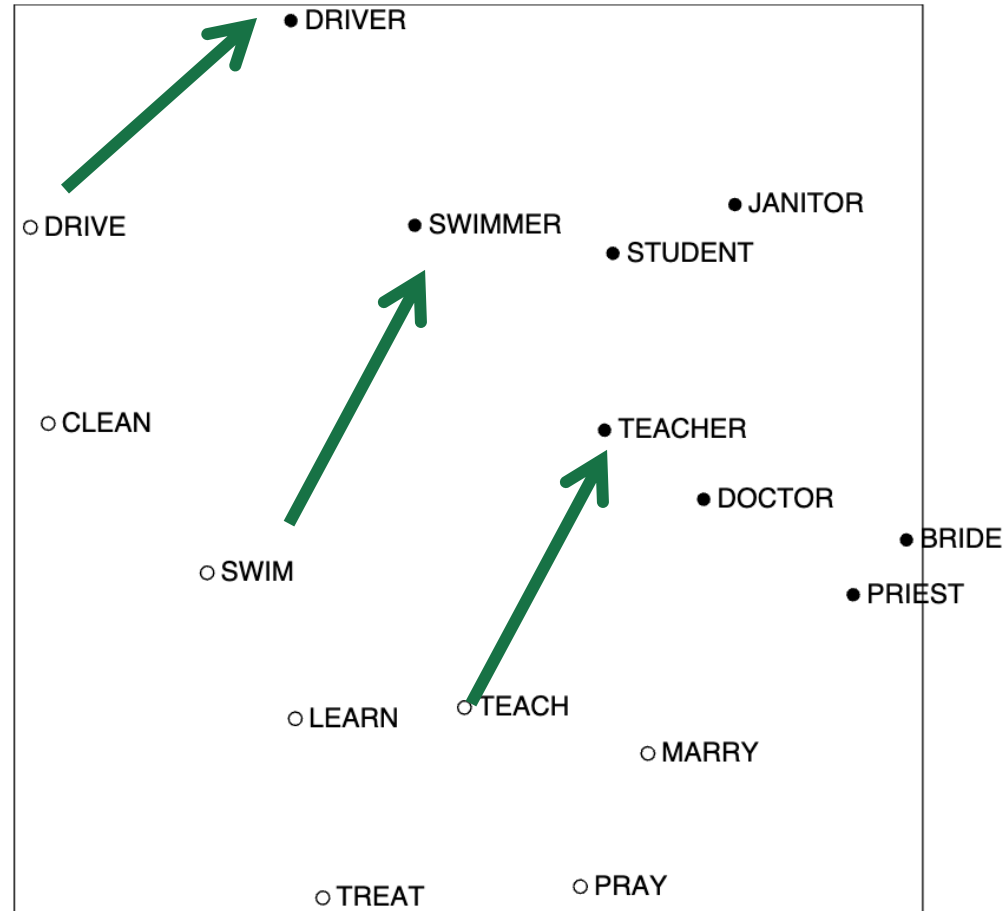 DRIVER
JANITOR
DRIVE
SWIMMER
STUDENT
CLEAN
TEACHER
DOCTOR
BRIDE
SWIM
PRIEST
LEARN
TEACH
MARRY
TREAT
PRAY